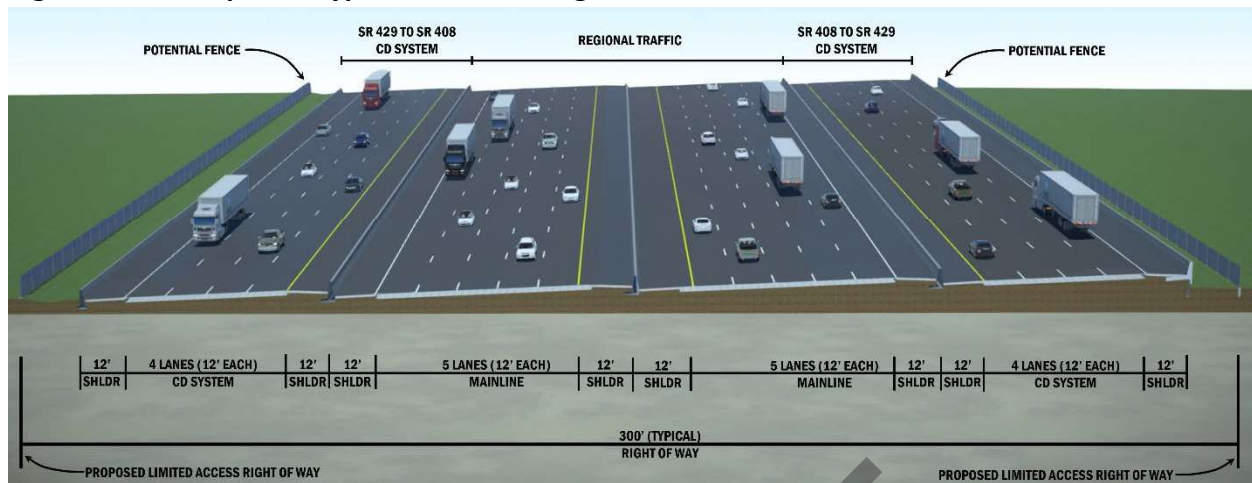 SR 429 TO SR 408
CD SYSTEM
REGIONAL TRAFFIC
SR 408 TO SR 429
CD SYSTEM
POTENTIAL FENCE
POTENTIAL FENCE
12'
SHLDR
4 LANES (12' EACH)
CD SYSTEM
12'
SHLDR
12'
SHLDR
5 LANES (12' EACH)
MAINLINE
12'
SHLDR
12'
SHLDR
5 LANES (12' EACH)
MAINLINE
12'
SHLDR
12'
SHLDR
4 LANES (12' EACH)
CD SYSTEM
12'
SHLDR
300' (TYPICAL)
RIGHT OF WAY
PROPOSED LIMITED ACCESS RIGHT OF WAY
PROPOSED LIMITED ACCESS RIGHT OF WAY